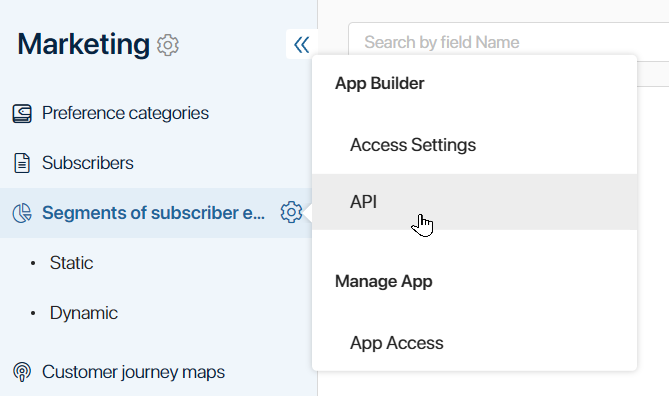 Marketing
Search by field Name
App Builder
Preference categories
Access Settings
Subscribers
API
Segments of subscriber e...
Static
Manage App
Dynamic
App Access
Customer journey maps